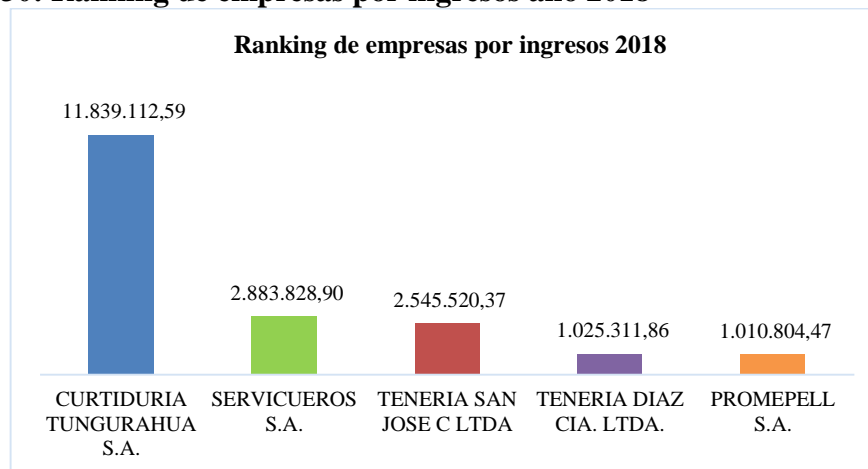 Ranking de empresas por ingresos 2018
11.839.112,59
2.883.828,90
2.545.520,37
1.025.311,86
1.010.804,47
CURTIDURIA
TUNGURAHUA
S.A.
SERVICUEROS
S.A.
TENERIA SAN
JOSE C LTDA
TENERIA DIAZ
CIA. LTDA.
PROMEPELL
S.A.